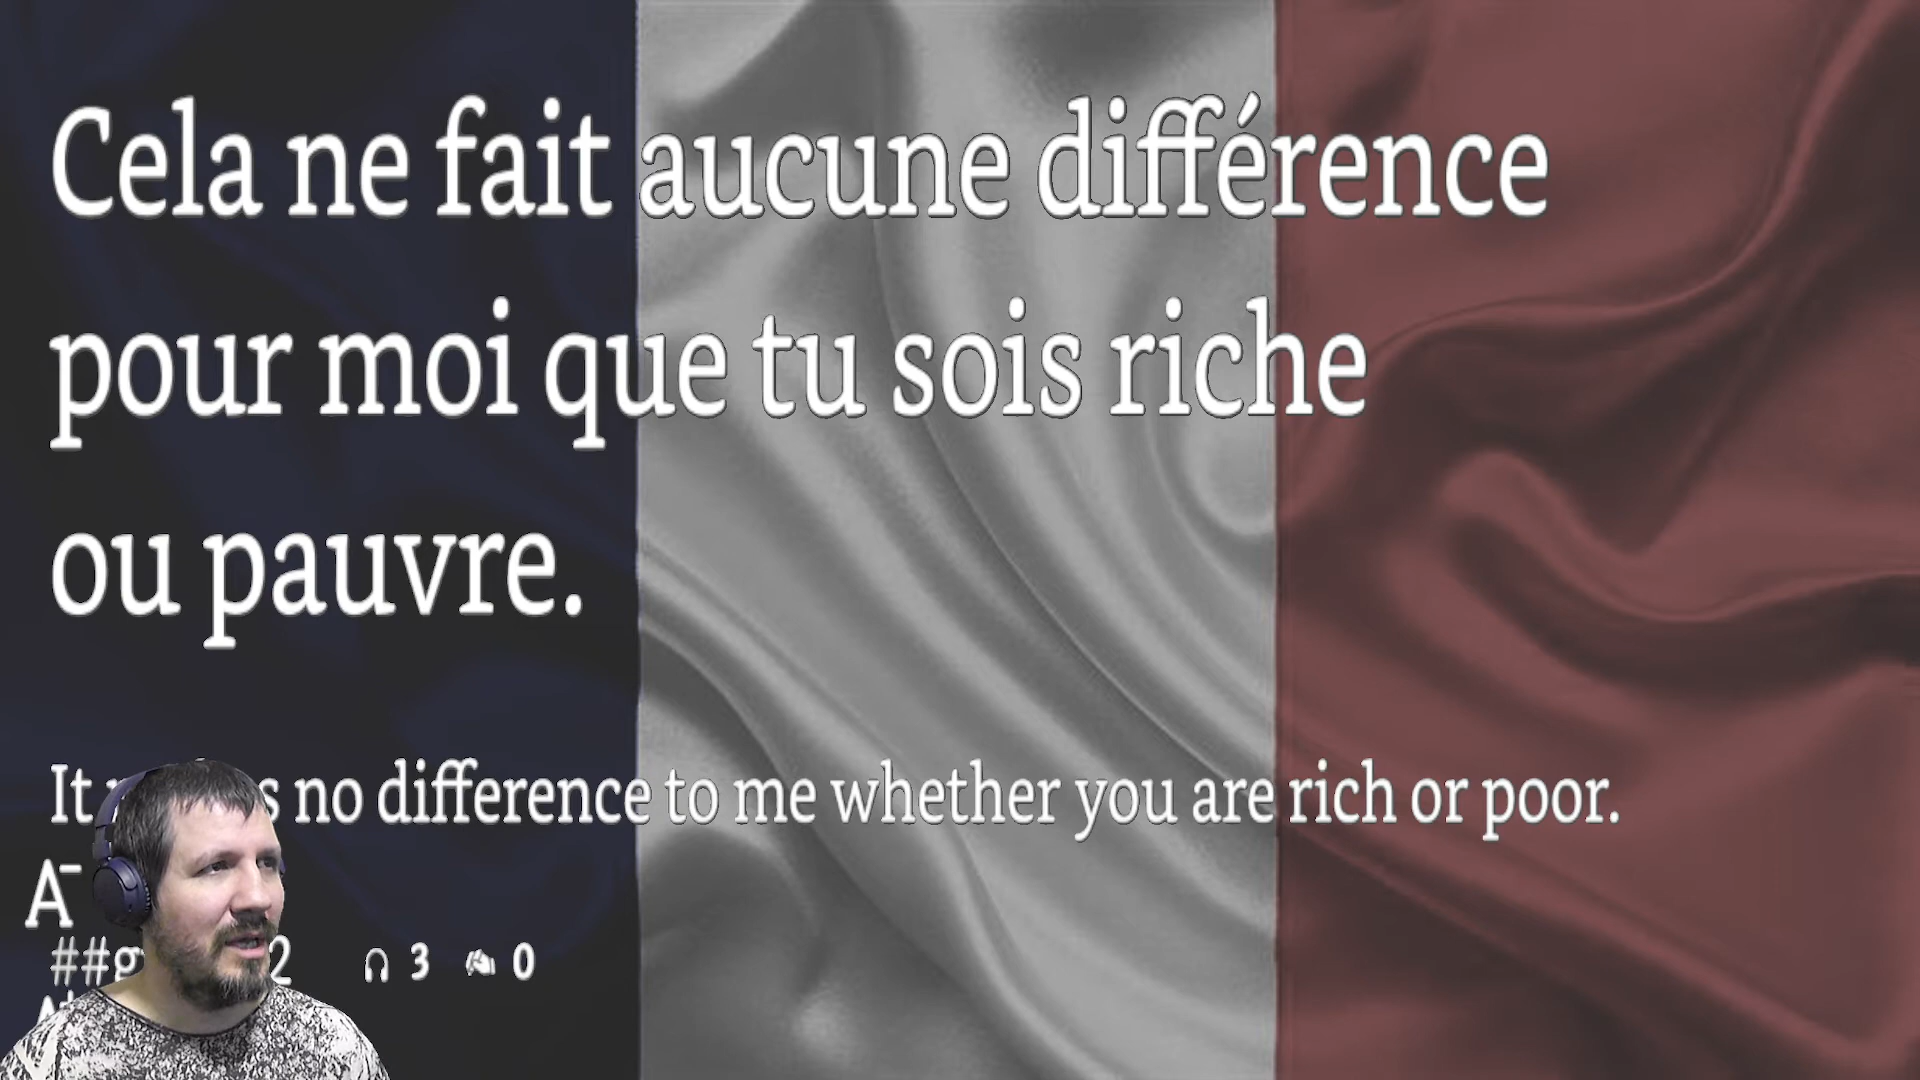 Cela ne fait aucune différence
pour moi que tu sois riche
ou pauvre.
It no difference to me whether you are rich or poor.
A-
3 0